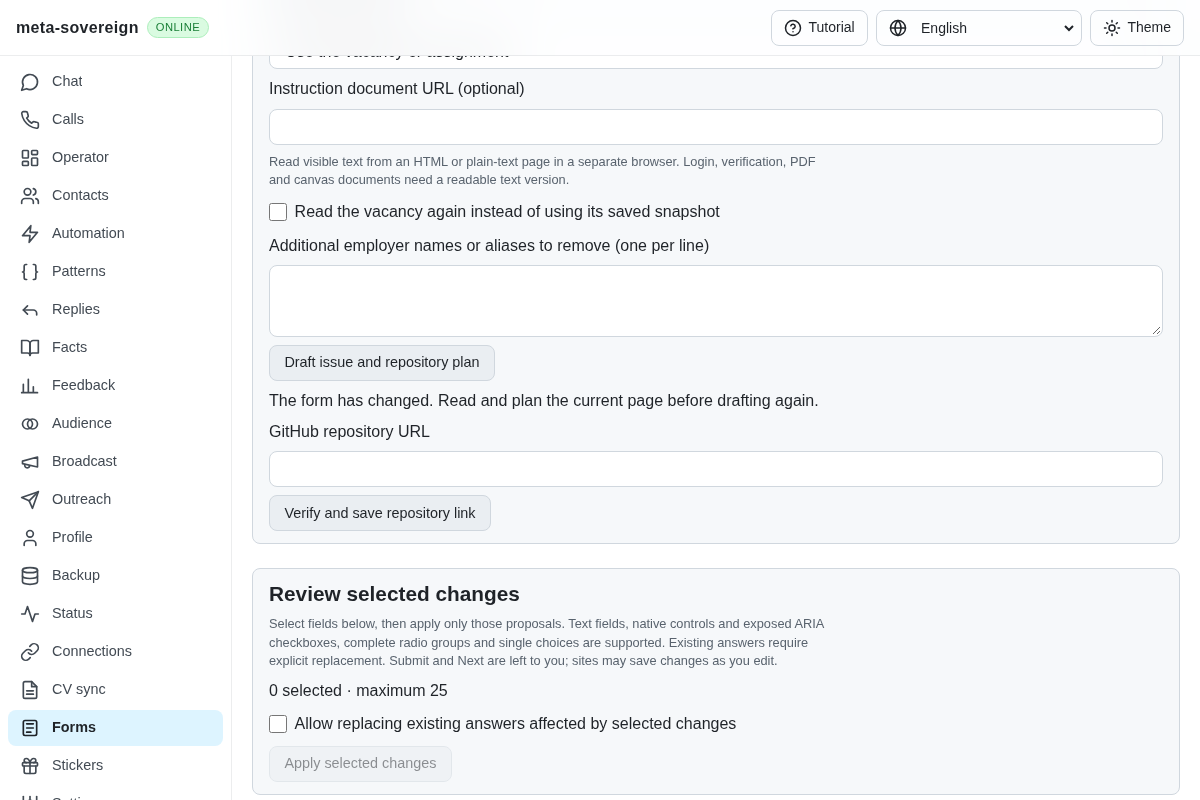 meta-sovereign
ONLINE
Tutorial
English
Theme
Chat
Calls
Operator
Contacts
Automation
Patterns
Replies
Facts
Feedback
Audience
Broadcast
Outreach
Profile
Backup
Status
Connections
CV sync
Forms
Stickers
Instruction document URL (optional)
Read visible text from an HTML or plain-text page in a separate browser. Login, verification, PDF
and canvas documents need a readable text version.
Read the vacancy again instead of using its saved snapshot
Additional employer names or aliases to remove (one per line)
Draft issue and repository plan
The form has changed. Read and plan the current page before drafting again.
GitHub repository URL
Verify and save repository link
Review selected changes
Select fields below, then apply only those proposals. Text fields, native controls and exposed ARIA
checkboxes, complete radio groups and single choices are supported. Existing answers require
explicit replacement. Submit and Next are left to you; sites may save changes as you edit.
0 selected · maximum 25
Allow replacing existing answers affected by selected changes
Apply selected changes